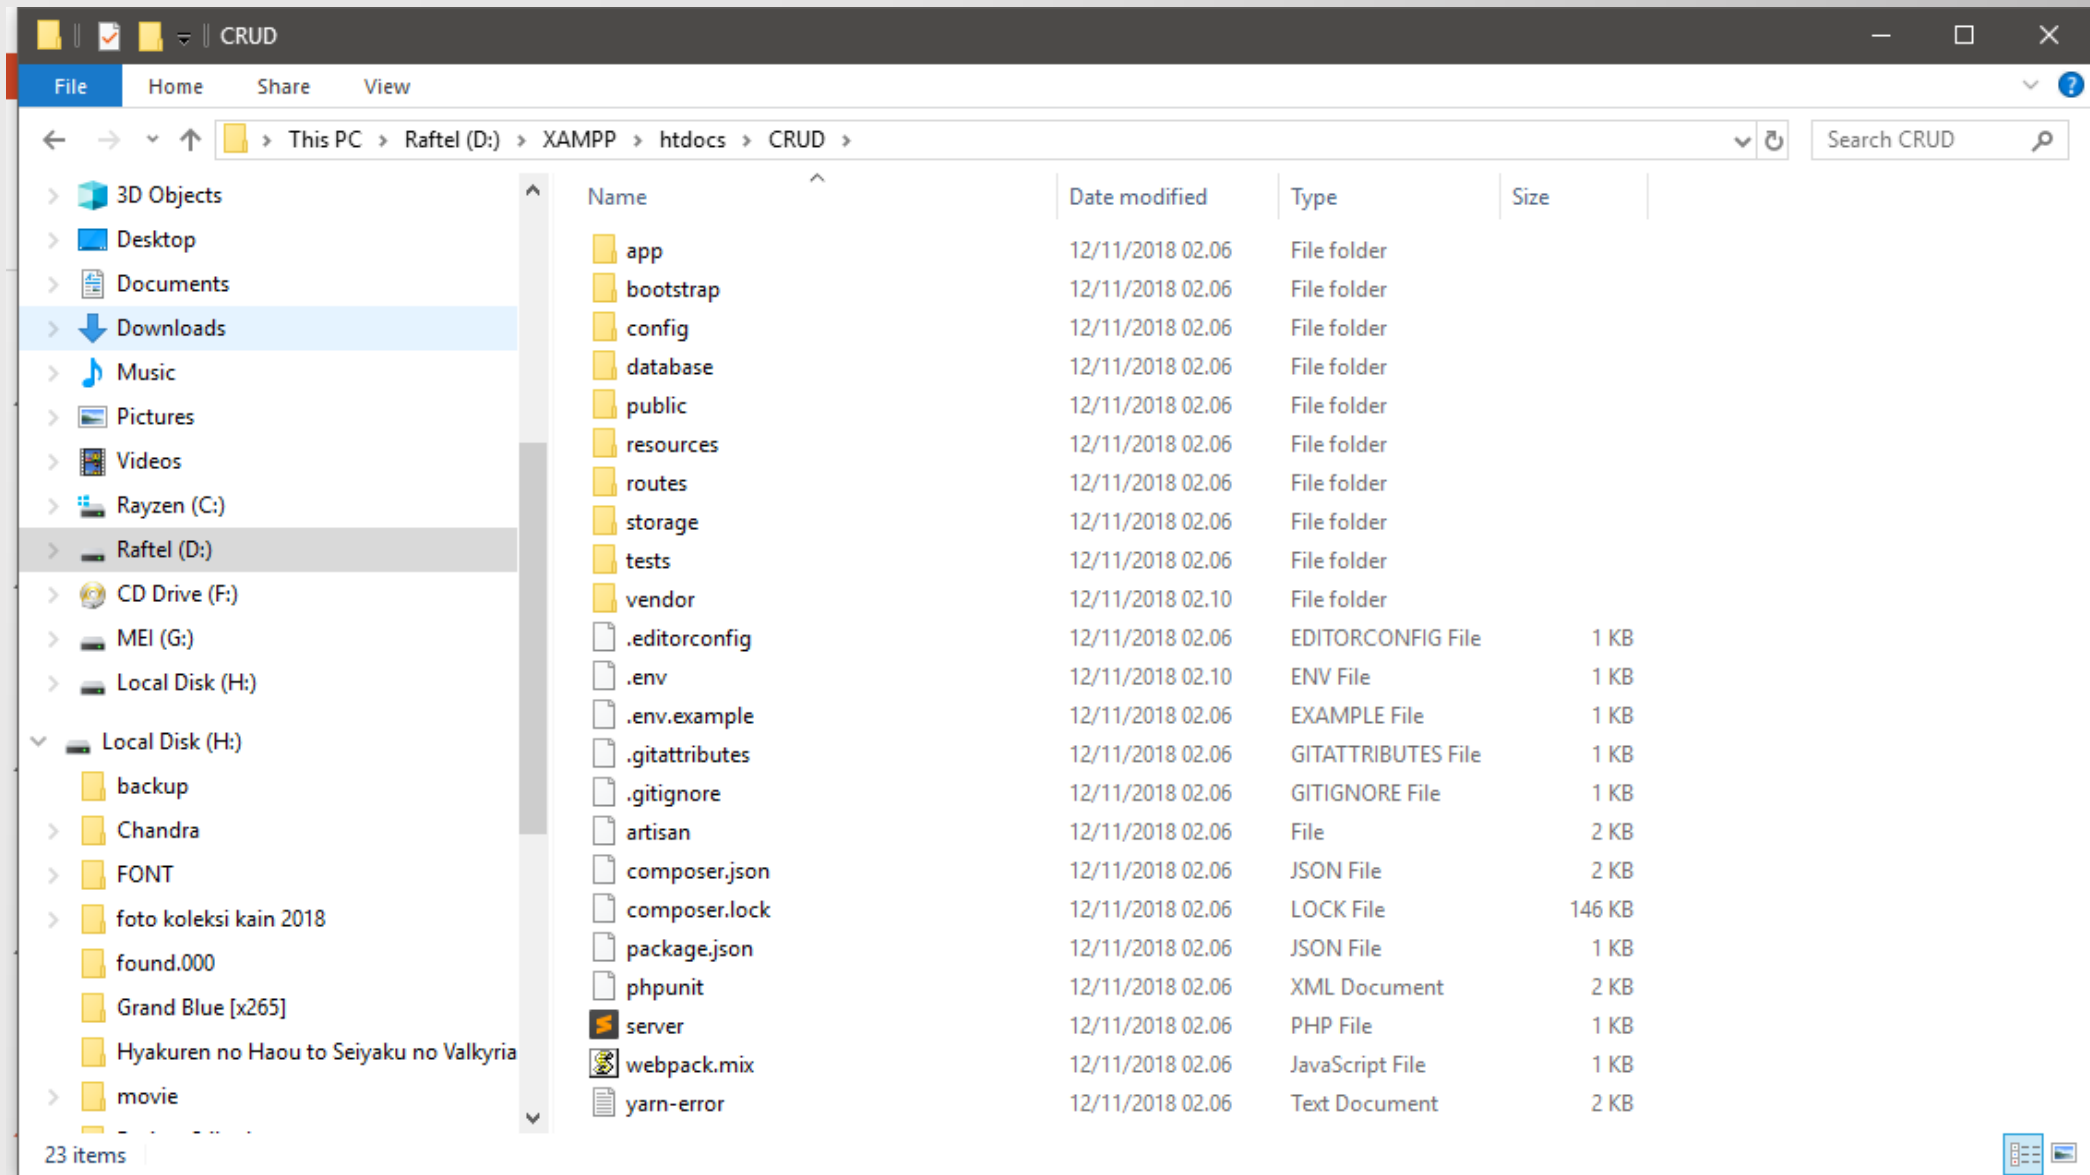 CRUD
File Home Share View
This PC Raftel (D:) XAMPP htdocs CRUD
Search CRUD
3D Objects
Desktop
Documents
Downloads
Music
Pictures
Videos
Rayzen (C:)
Raftel (D:)
CD Drive (F:)
MEI (G:)
Local Disk (H:)
Local Disk (H:)
backup
Chandra
FONT
foto koleksi kain 2018
found.000
Grand Blue [x265]
Hyakuren no Haou to Seiyaku no Valkyria
movie
Name Date modified Type Size
app 12/11/2018 02.06 File folder
bootstrap 12/11/2018 02.06 File folder
config 12/11/2018 02.06 File folder
database 12/11/2018 02.06 File folder
public 12/11/2018 02.06 File folder
resources 12/11/2018 02.06 File folder
routes 12/11/2018 02.06 File folder
storage 12/11/2018 02.06 File folder
tests 12/11/2018 02.06 File folder
vendor 12/11/2018 02.10 File folder
.editorconfig 12/11/2018 02.06 EDITORCONFIG File 1 KB
.env 12/11/2018 02.10 ENV File 1 KB
.env.example 12/11/2018 02.06 EXAMPLE File 1 KB
.gitattributes 12/11/2018 02.06 GITATTRIBUTES File 1 KB
.gitignore 12/11/2018 02.06 GITIGNORE File 1 KB
artisan 12/11/2018 02.06 File 2 KB
composer.json 12/11/2018 02.06 JSON File 2 KB
composer.lock 12/11/2018 02.06 LOCK File 146 KB
package.json 12/11/2018 02.06 JSON File 1 KB
phpunit 12/11/2018 02.06 XML Document 2 KB
server 12/11/2018 02.06 PHP File 1 KB
webpack.mix 12/11/2018 02.06 JavaScript File 1 KB
yarn-error 12/11/2018 02.06 Text Document 2 KB
23 items